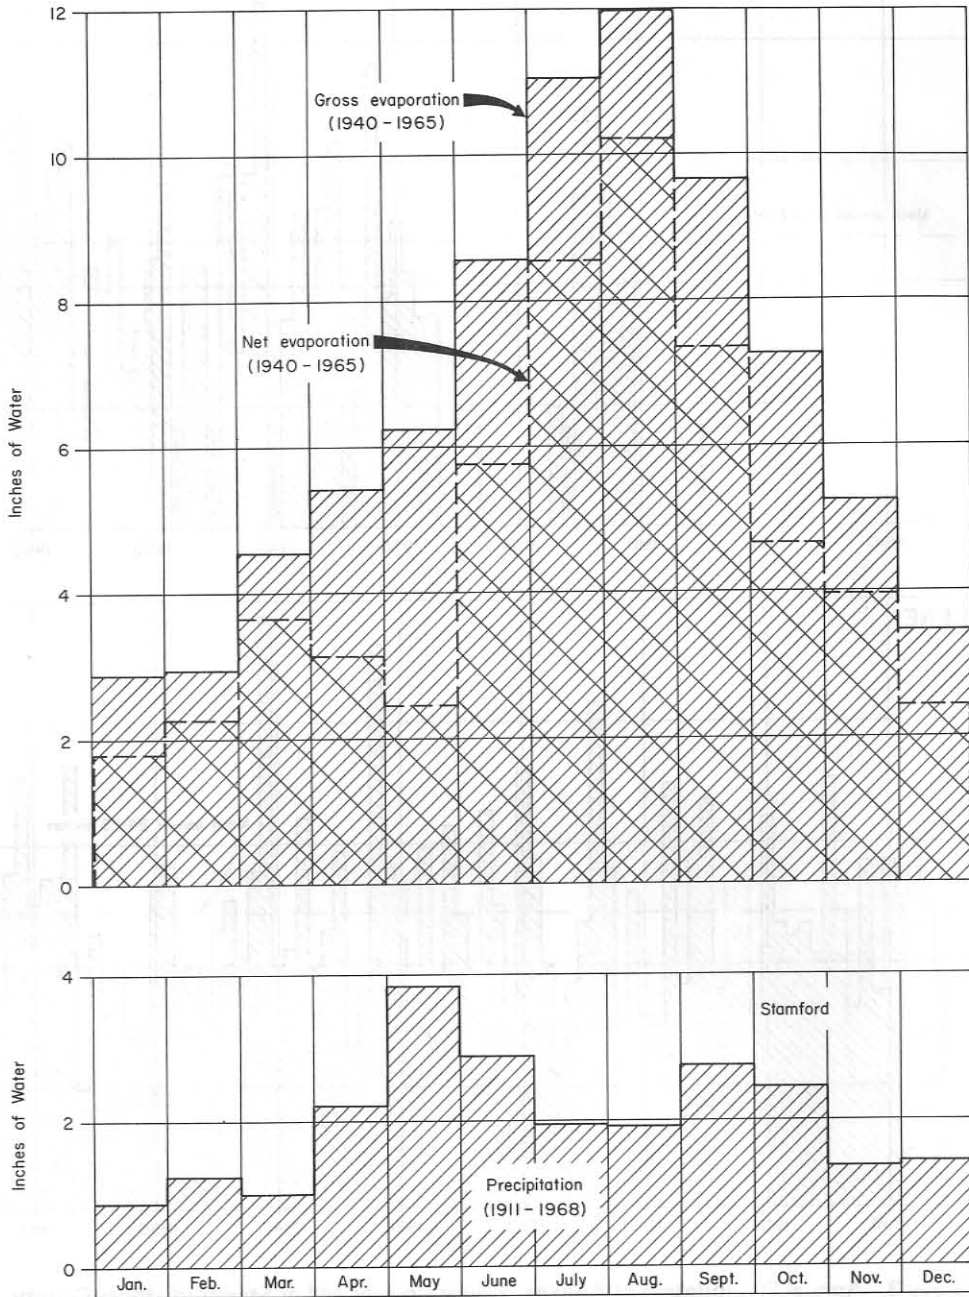 12
Gross evaporation
(1940-1965)
10
8
Net evaporation
(1940-1965)
Inches of Water
6
4
2
0
4
Stamford
Inches of Water
2
Precipitation
(1911-1968)
0
Jan. Feb. Mar. Apr. May June July Aug. Sept. Oct. Nov. Dec.